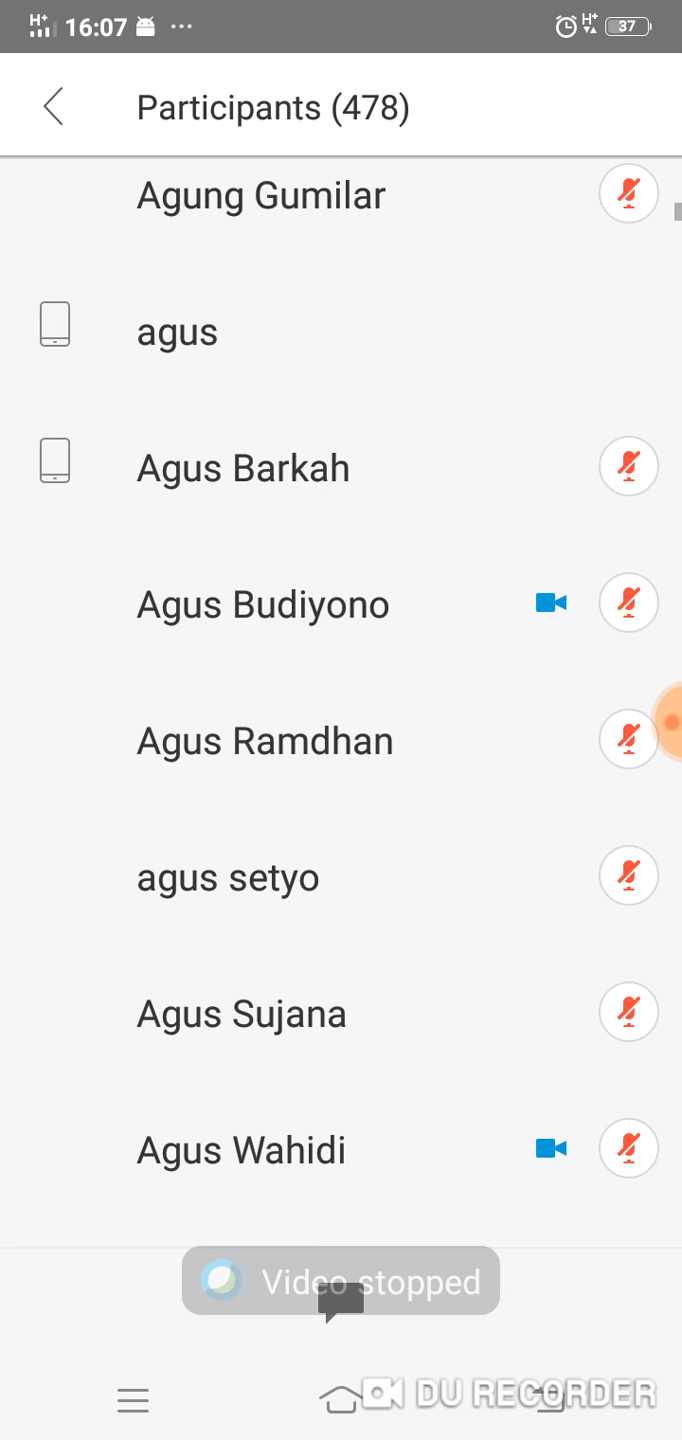 H+ 16:07 ... H+ 37
Participants (478)
Agung Gumilar
agus
Agus Barkah
Agus Budiyono
Agus Ramdhan
agus setyo
Agus Sujana
Agus Wahidi
Video stopped
DU RECORDER